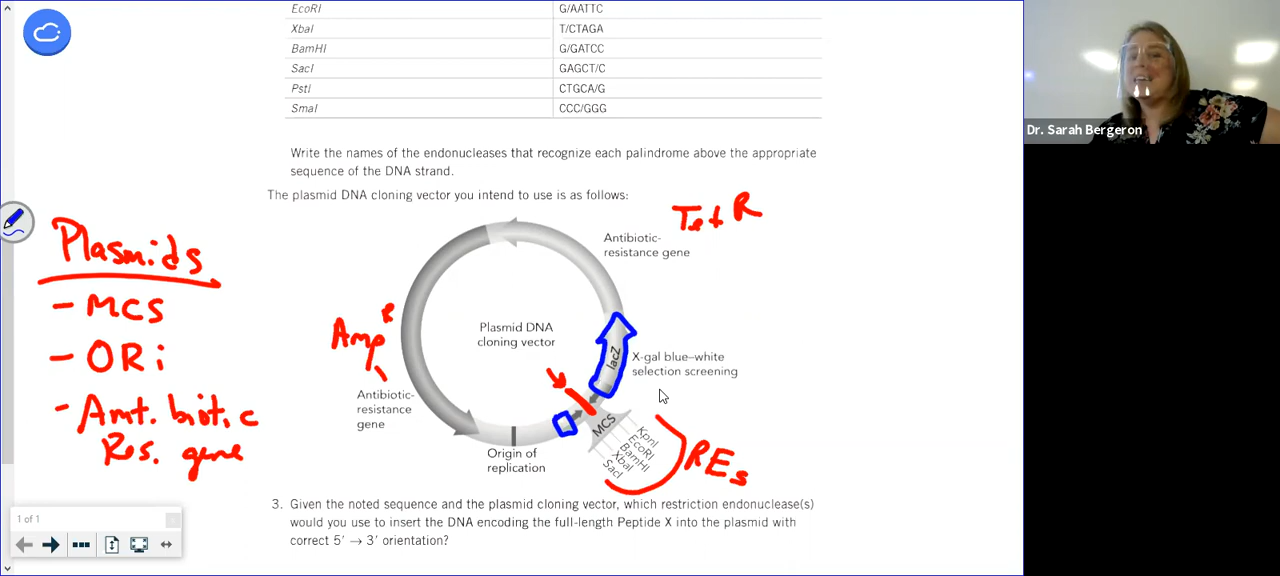 EcoRI G/AATTC
XbaI T/CTAGA
BamHI G/GATCC
SacI GAGCT/C
PstI CTGCA/G
SmaI CCC/GGG
Dr. Sarah Bergeron
Write the names of the endonucleases that recognize each palindrome above the appropriate
sequence of the DNA strand.
The plasmid DNA cloning vector you intend to use is as follows:
Tet R
Antibiotic-
resistance gene
Plasmids
- MCS
- ORi
- Ant.biotic
Res. gene
Amp R
Plasmid DNA
cloning vector
lacZ
X-gal blue–white
selection screening
Antibiotic-
resistance
gene
MCS
KpnI
EcoRI
BamHI
XbaI
SacI
REs
Origin of
replication
3. Given the noted sequence and the plasmid cloning vector, which restriction endonuclease(s)
would you use to insert the DNA encoding the full-length Peptide X into the plasmid with
correct 5′ → 3′ orientation?
1 of 1